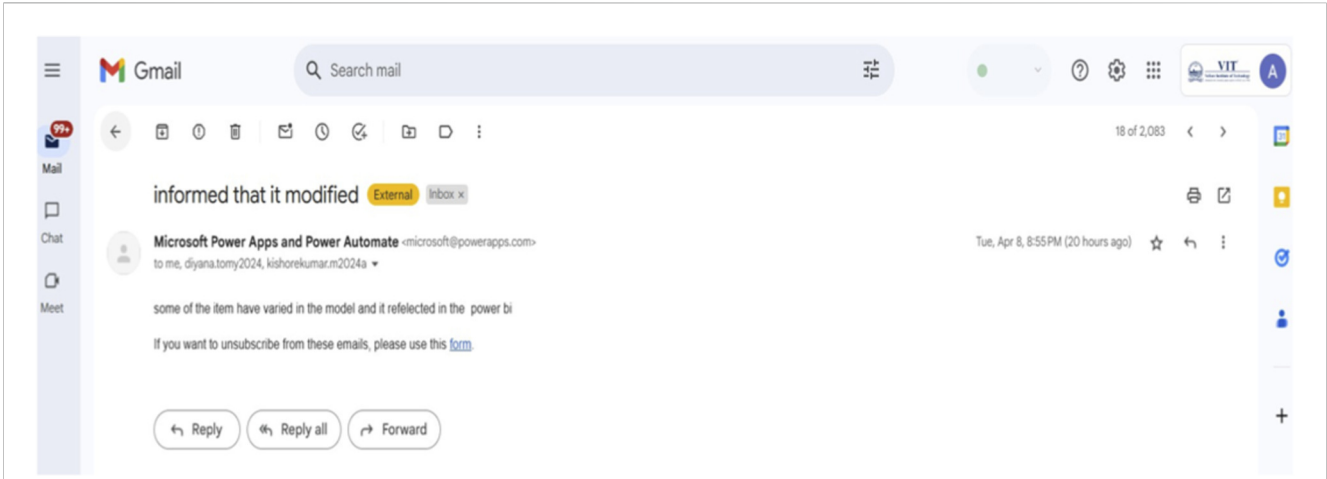 Gmail
Search mail
VIT
A
99+
Mail
18 of 2,083
informed that it modified External Inbox ×
Chat
Microsoft Power Apps and Power Automate <microsoft@powerapps.com>
Tue, Apr 8, 8:55 PM (20 hours ago)
to me, diyana.tomy2024, kishorekumar.m2024a
Meet
some of the item have varied in the model and it refelected in the power bi
If you want to unsubscribe from these emails, please use this form.
Reply Reply all Forward